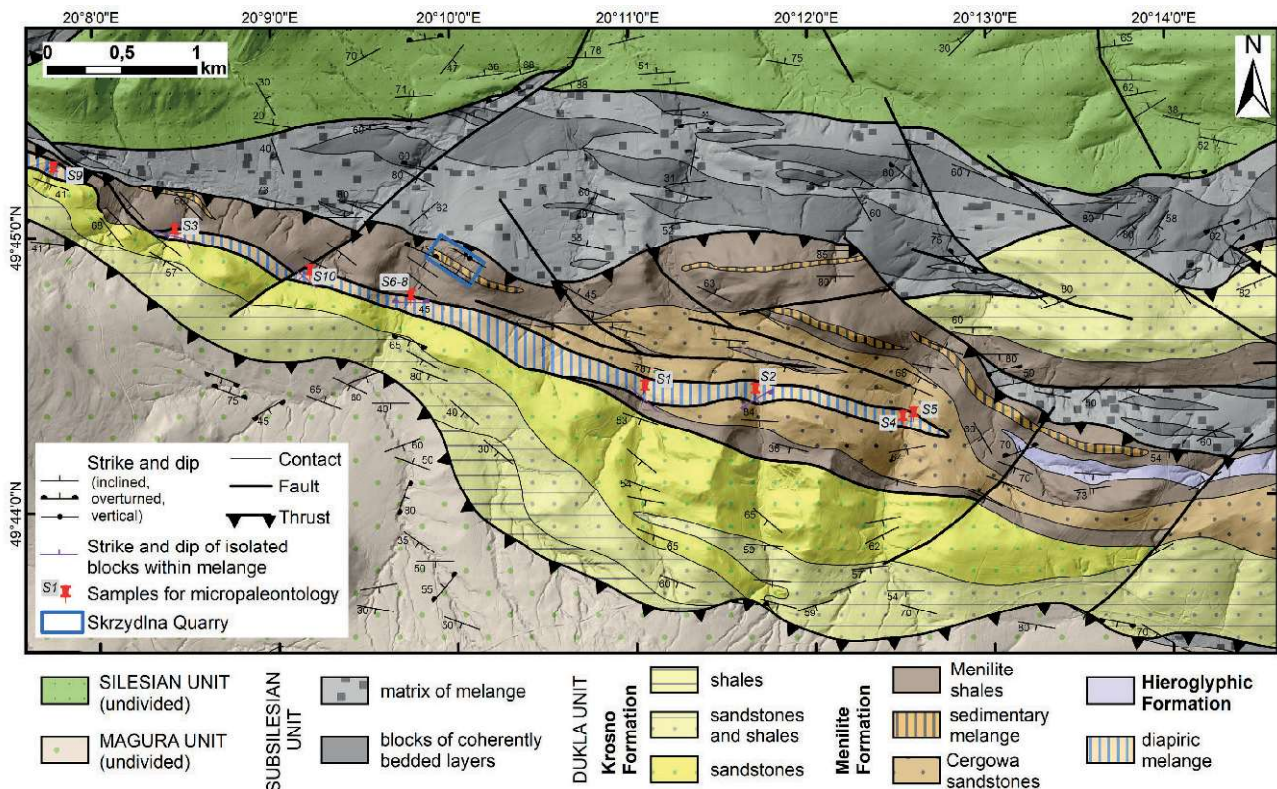 20°8'0"E 20°9'0"E 20°10'0"E 20°11'0"E 20°12'0"E 20°13'0"E 20°14'0"E
0 0,5 1
km
N
49°45'0"N
49°44'0"N
S9
S3
S10
S6-8
S1
S2
S4
S5
Strike and dip
(inclined,
overturned,
vertical)
Contact
Fault
Thrust
Strike and dip of isolated
blocks within melange
S1 Samples for micropaleontology
Skrzydlna Quarry
SILESIAN UNIT
(undivided)
MAGURA UNIT
(undivided)
SUBSILESIAN
UNIT
matrix of melange
blocks of coherently
bedded layers
DUKLA UNIT
Krosno
Formation
shales
sandstones
and shales
sandstones
Menilite
Formation
Menilite
shales
sedimentary
melange
Cergowa
sandstones
Hieroglyphic
Formation
diapiric
melange